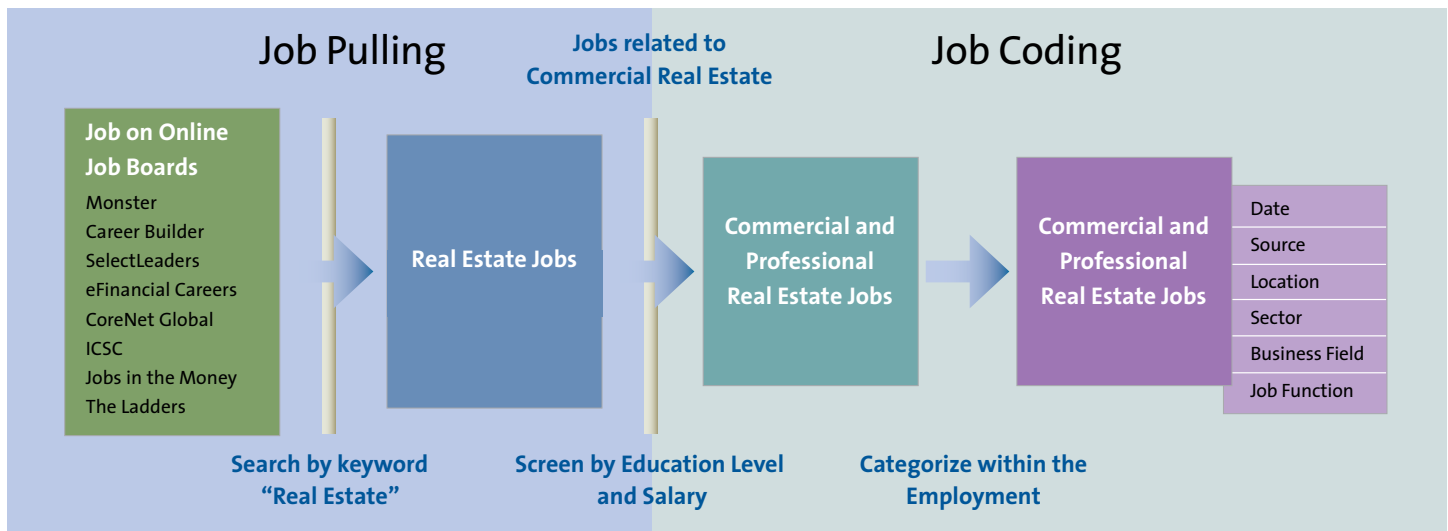 Job Pulling
Jobs related to
Commercial Real Estate
Job Coding
Job on Online
Job Boards
Monster
Career Builder
SelectLeaders
eFinancial Careers
CoreNet Global
ICSC
Jobs in the Money
The Ladders
Real Estate Jobs
Commercial and
Professional
Real Estate Jobs
Commercial and
Professional
Real Estate Jobs
Date
Source
Location
Sector
Business Field
Job Function
Search by keyword
“Real Estate”
Screen by Education Level
and Salary
Categorize within the
Employment